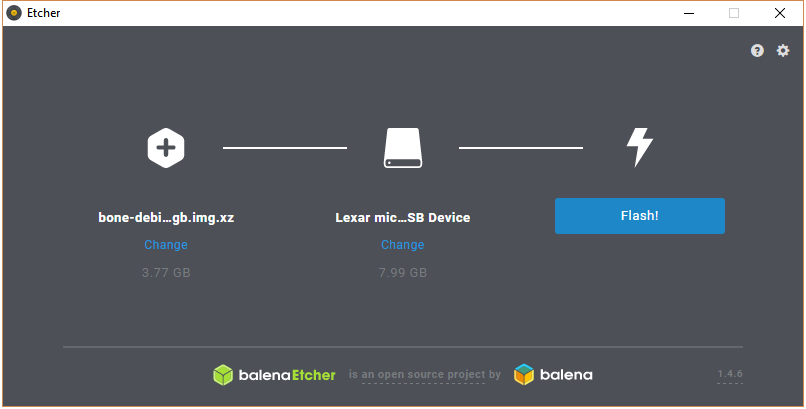 Etcher
bone-debi...gb.img.xz
Change
3.77 GB
Lexar mic...SB Device
Change
7.99 GB
Flash!
balenaEtcher is an open source project by balena
1.4.6